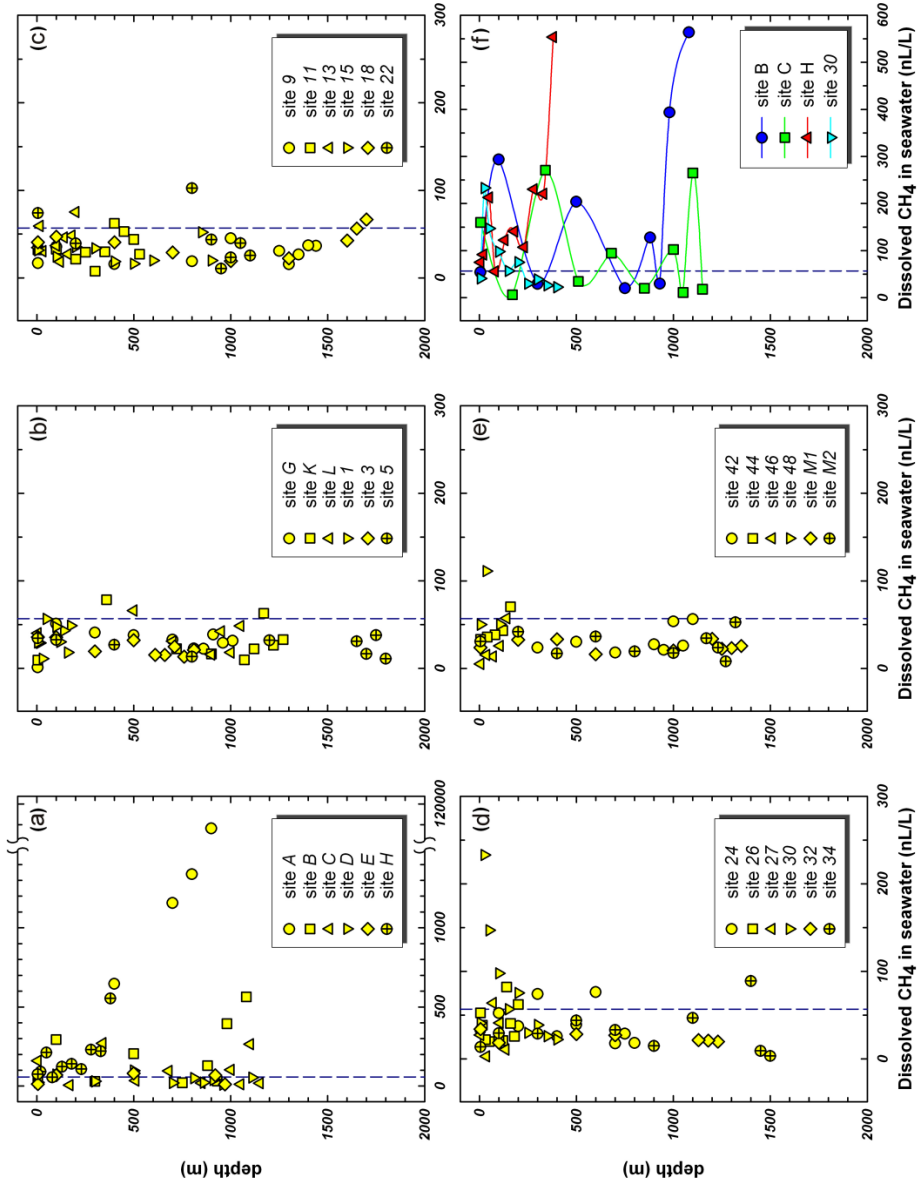 (a)
0
500
1000
120000
0
500
1000
1500
2000
depth (m)
site A
site B
site C
site D
site E
site H
(b)
0
100
200
300
0
500
1000
1500
2000
site G
site K
site L
site 1
site 3
site 5
(c)
0
100
200
300
0
500
1000
1500
2000
site 9
site 11
site 13
site 15
site 18
site 22
(d)
0
500
1000
1500
2000
depth (m)
site 24
site 26
site 27
site 30
site 32
site 34
0
100
200
300
Dissolved CH4 in seawater (nL/L)
(e)
0
500
1000
1500
2000
site 42
site 44
site 46
site 48
site M1
site M2
0
100
200
300
Dissolved CH4 in seawater (nL/L)
(f)
0
500
1000
1500
2000
site B
site C
site H
site 30
0
100
200
300
400
500
600
Dissolved CH4 in seawater (nL/L)